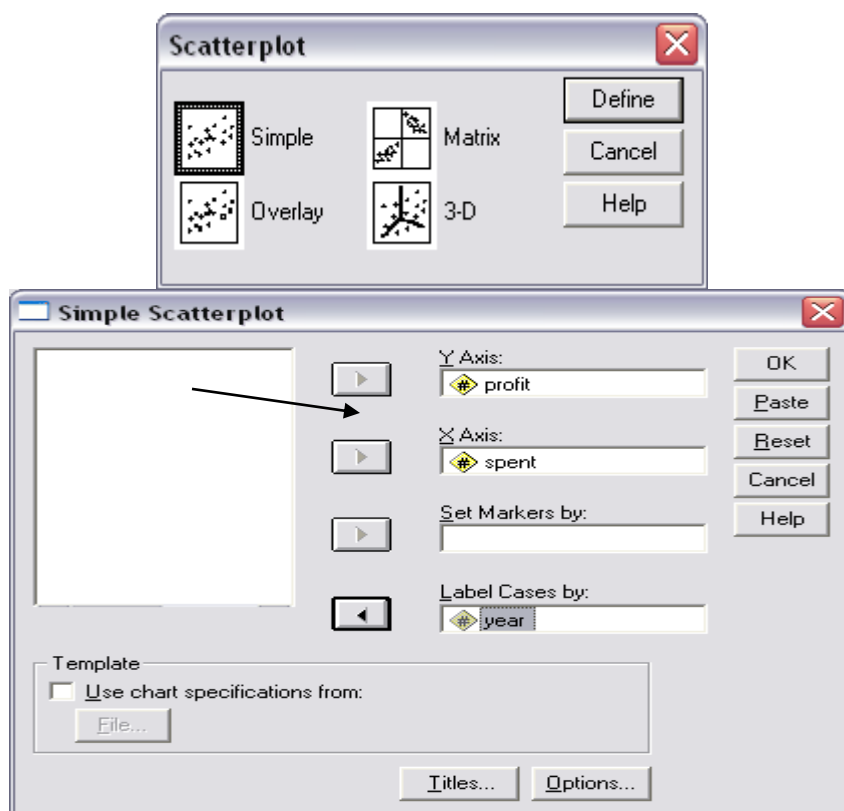 Scatterplot
Simple
Matrix
Define
Cancel
Overlay
3-D
Help
Simple Scatterplot
Y Axis:
# profit
OK
Paste
X Axis:
# spent
Reset
Cancel
Set Markers by:
Help
Label Cases by:
# year
Template
Use chart specifications from:
File...
Titles...
Options...